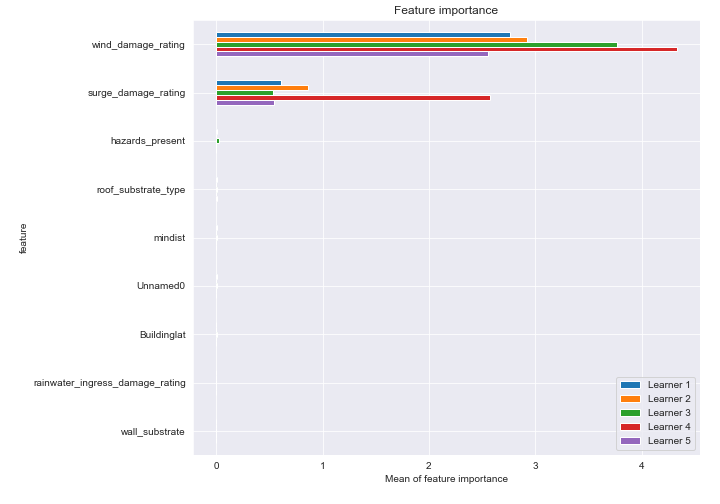 Feature importance
wind_damage_rating
surge_damage_rating
hazards_present
roof_substrate_type
mindist
Unnamed0
Buildinglat
rainwater_ingress_damage_rating
wall_substrate
feature
0 1 2 3 4
Mean of feature importance
Learner 1
Learner 2
Learner 3
Learner 4
Learner 5